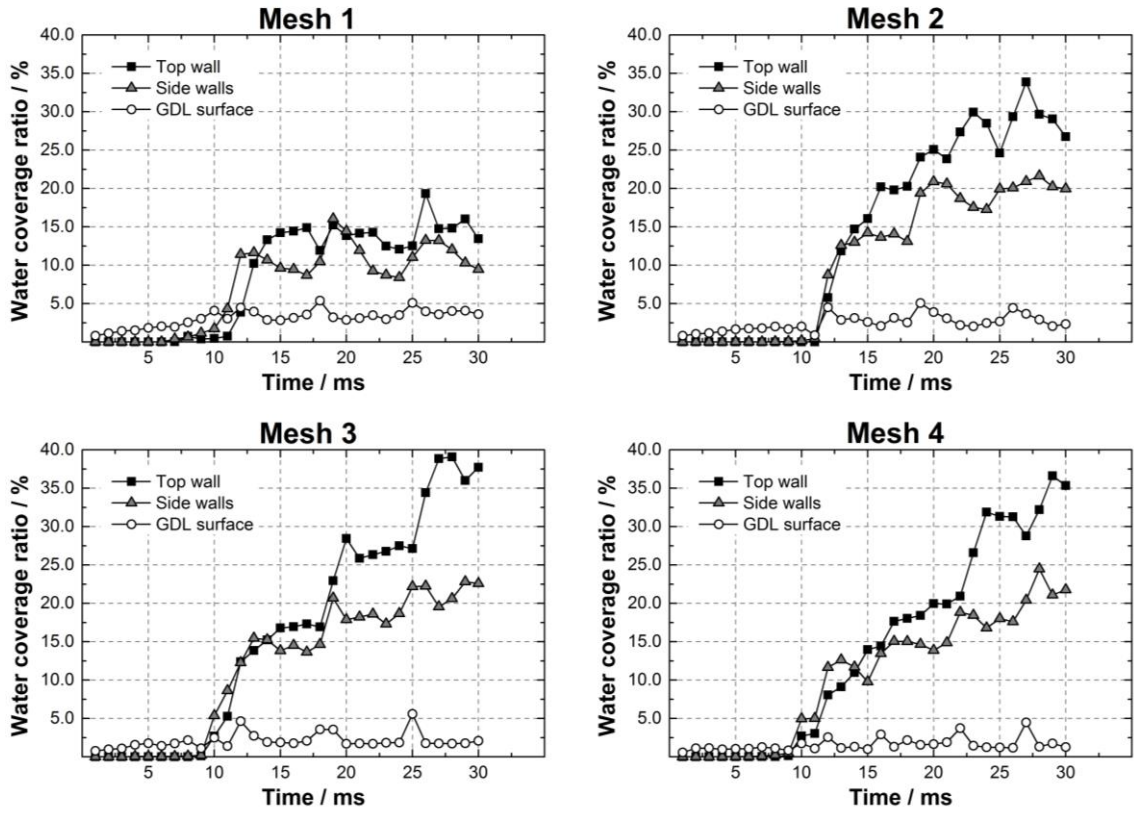 Mesh 1
Water coverage ratio / %
40.0
35.0
30.0
25.0
20.0
15.0
10.0
5.0
Top wall
Side walls
GDL surface
5 10 15 20 25 30
Time / ms
Mesh 2
Water coverage ratio / %
40.0
35.0
30.0
25.0
20.0
15.0
10.0
5.0
Top wall
Side walls
GDL surface
5 10 15 20 25 30
Time / ms
Mesh 3
Water coverage ratio / %
40.0
35.0
30.0
25.0
20.0
15.0
10.0
5.0
Top wall
Side walls
GDL surface
5 10 15 20 25 30
Time / ms
Mesh 4
Water coverage ratio / %
40.0
35.0
30.0
25.0
20.0
15.0
10.0
5.0
Top wall
Side walls
GDL surface
5 10 15 20 25 30
Time / ms